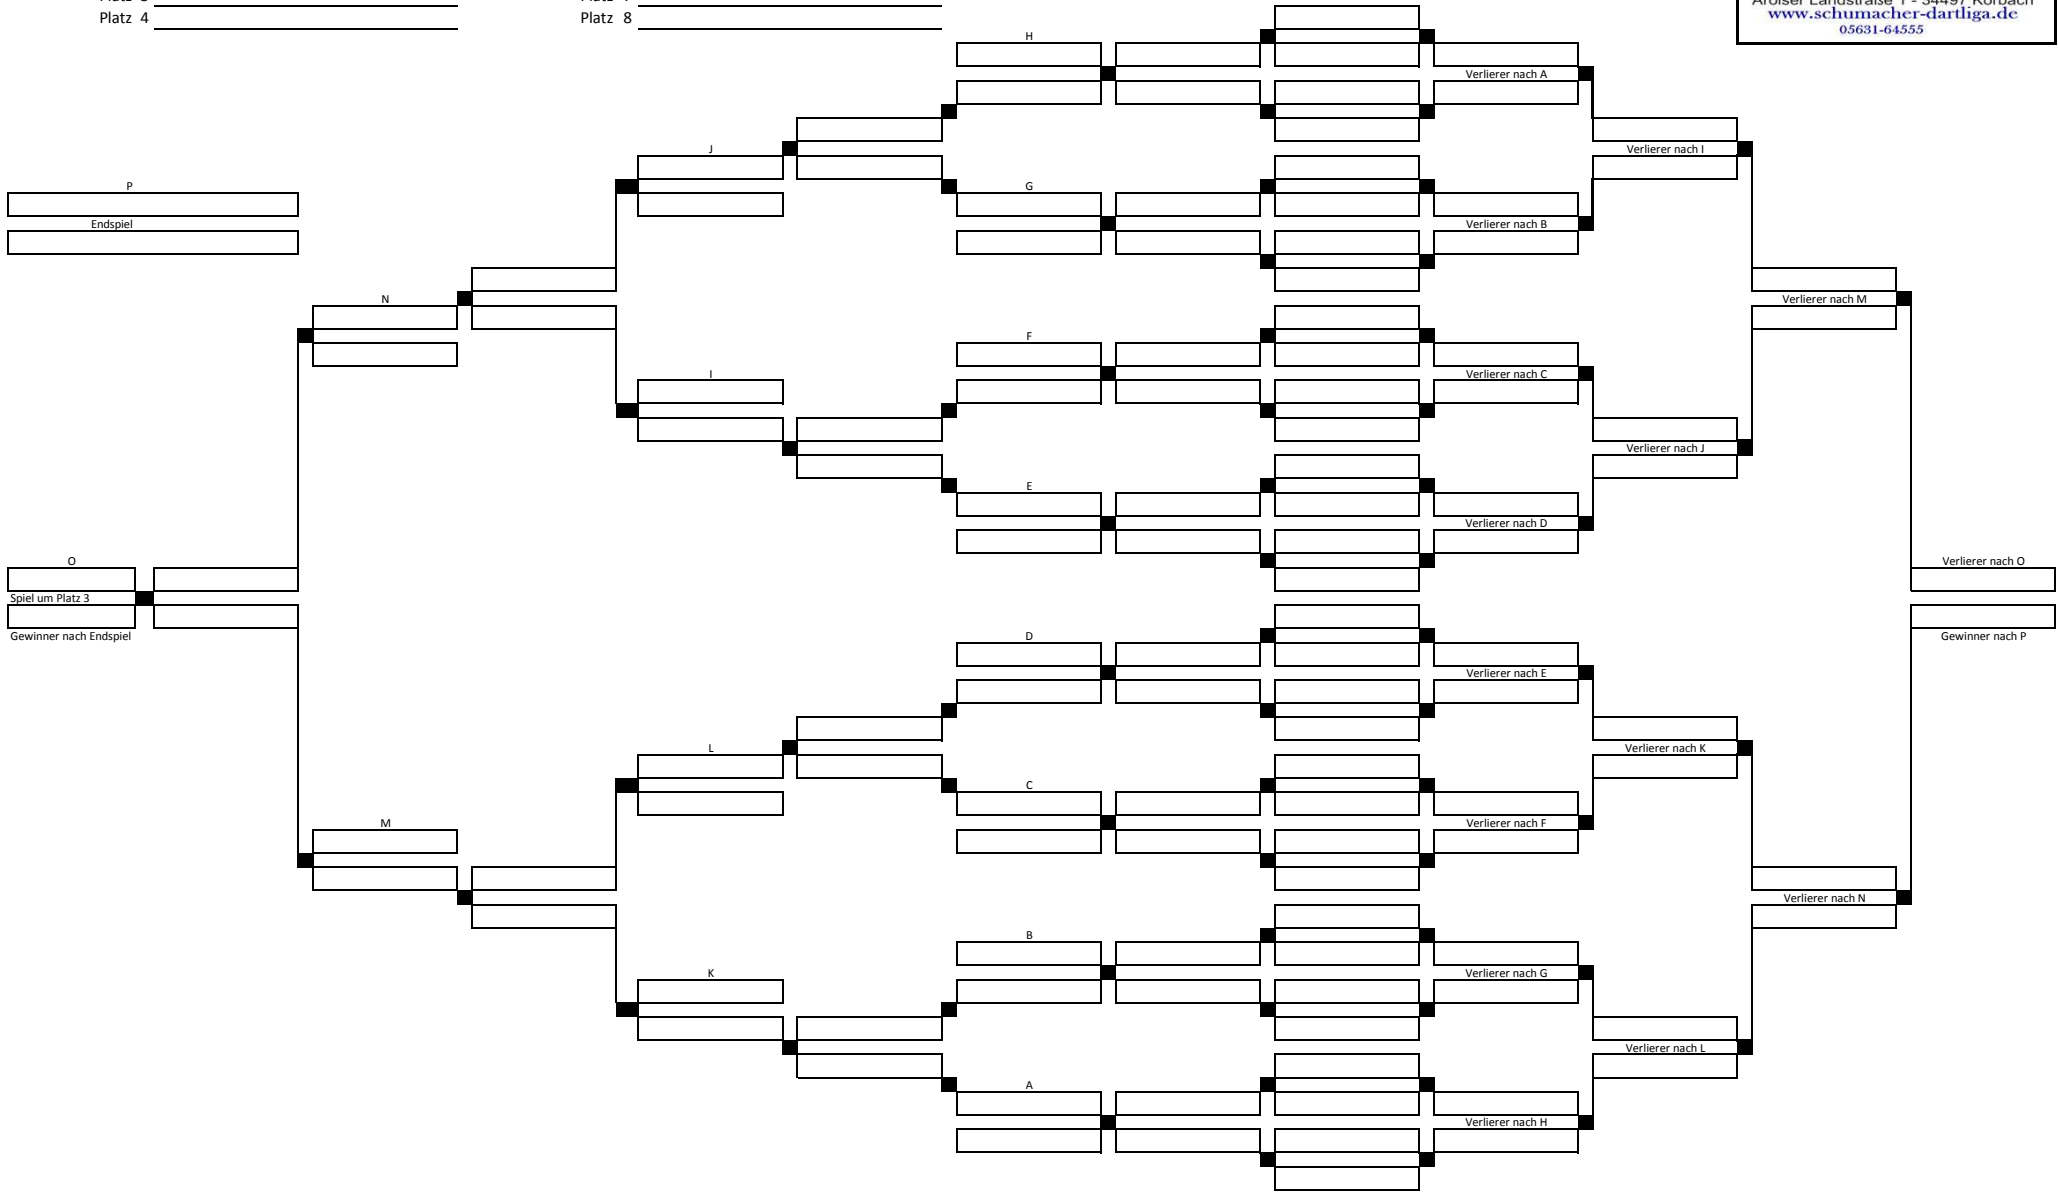 Platz 4
Platz 8
Aroiser Landstraße 1 - 34497 Korbach
www.schumacher-dartliga.de
05631-64555
H
Verlierer nach A
J
Verlierer nach I
P
G
Endspiel
Verlierer nach B
N
Verlierer nach M
F
I
Verlierer nach C
Verlierer nach J
E
Verlierer nach D
O
Verlierer nach O
Spiel um Platz 3
Gewinner nach Endspiel
D
Gewinner nach P
Verlierer nach E
L
Verlierer nach K
C
M
Verlierer nach F
Verlierer nach N
B
K
Verlierer nach G
Verlierer nach L
A
Verlierer nach H